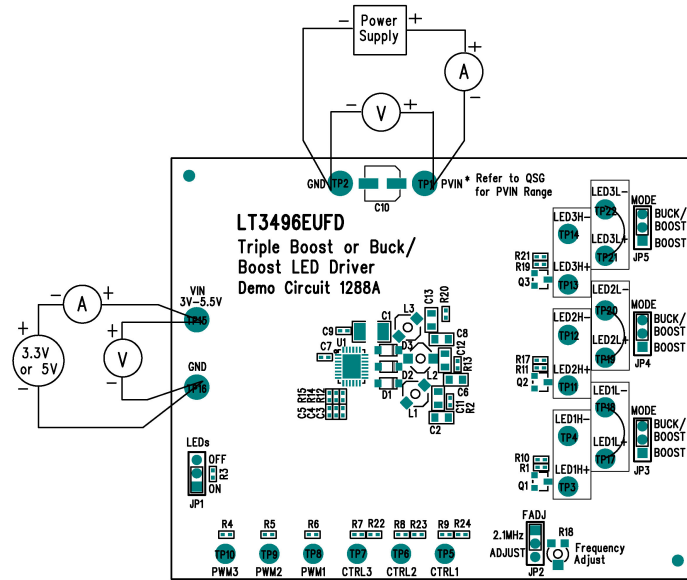 − Power Supply +
+
A
−
− V +
GND TP2
TP1 PVIN
C10
* Refer to QSG
for PVIN Range
LT3496EUFD
Triple Boost or Buck/
Boost LED Driver
Demo Circuit 1288A
VIN
3V-5.5V
TP15
GND
TP16
+ A −
+
3.3V
or 5V
−
+
V
−
LEDs
OFF
ON
JP1
R3
C9
C1
L3
C13
R20
C7
U1
D3
C8
C12
R13
D2
L2
D1
C6
L1
C11
R2
C2
R15
R14
R12
C5
C4
C3
LED3L-
TP22
LED3H-
TP14
LED3L+
TP21
LED3H+
TP13
R21
R19
Q3
MODE
BUCK/
BOOST
BOOST
JP5
LED2L-
TP20
LED2H-
TP12
LED2L+
TP19
LED2H+
TP11
R17
R11
Q2
MODE
BUCK/
BOOST
BOOST
JP4
LED1L-
TP18
LED1H-
TP4
LED1L+
TP17
LED1H+
TP3
R10
R1
Q1
MODE
BUCK/
BOOST
BOOST
JP3
R4
R5
R6
R7 R22
R8 R23
R9 R24
TP10
TP9
TP8
TP7
TP6
TP5
PWM3
PWM2
PWM1
CTRL3
CTRL2
CTRL1
FADJ
2.1MHz
ADJUST
JP2
R18
Frequency
Adjust